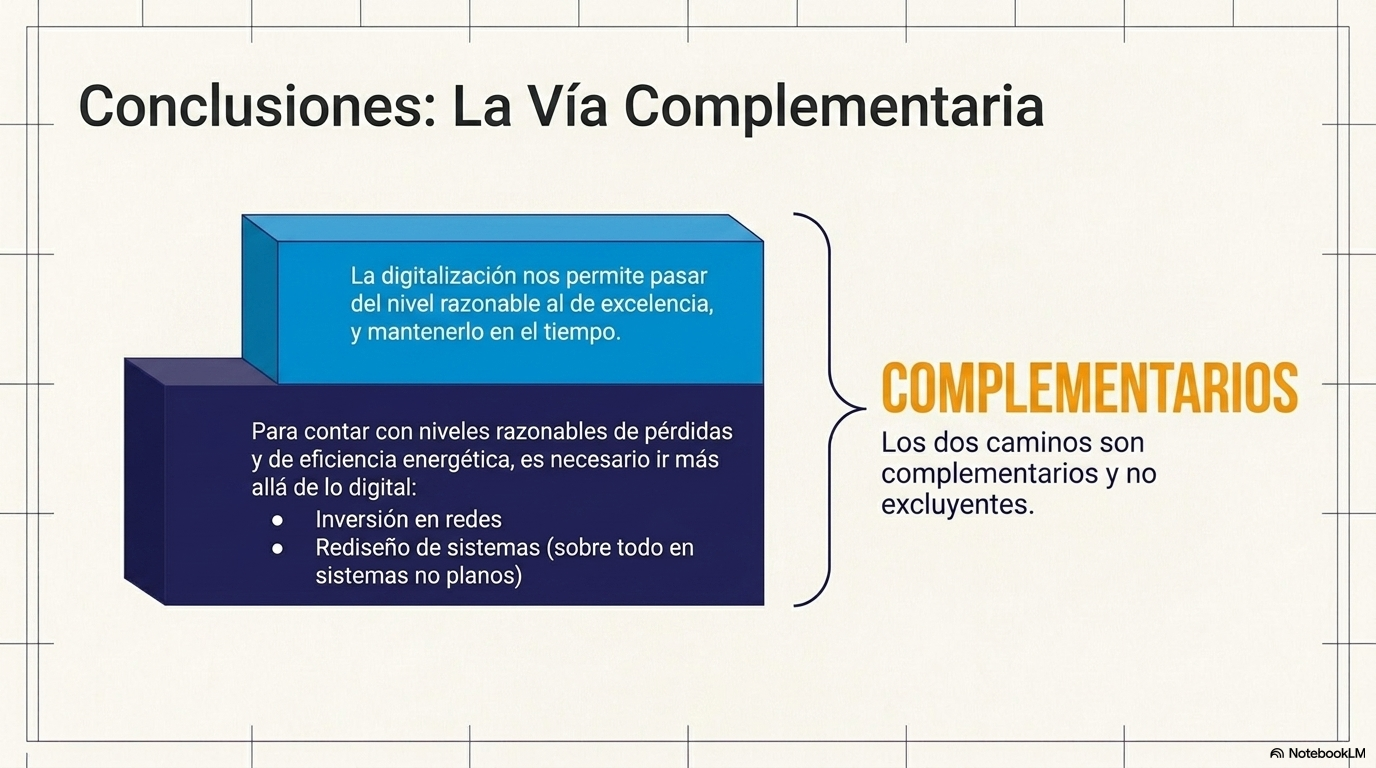 Conclusiones: La Vía Complementaria
La digitalización nos permite pasar
del nivel razonable al de excelencia,
y mantenerlo en el tiempo.
Para contar con niveles razonables de pérdidas
y de eficiencia energética, es necesario ir más
allá de lo digital:
● Inversión en redes
● Rediseño de sistemas (sobre todo en
sistemas no planos)
COMPLEMENTARIOS
Los dos caminos son
complementarios y no
excluyentes.
NotebookLM